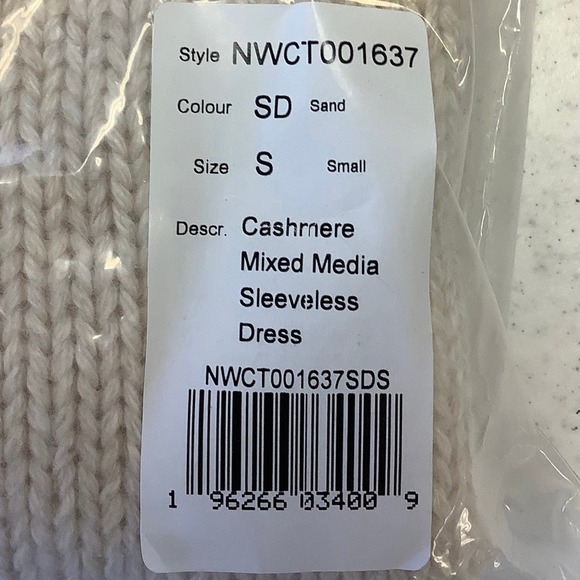 Style NWCT001637
Colour SD Sand
Size S Small
Descr. Cashmere
Mixed Media
Sleeveless
Dress
NWCT001637SDS
1 96266 03400 9